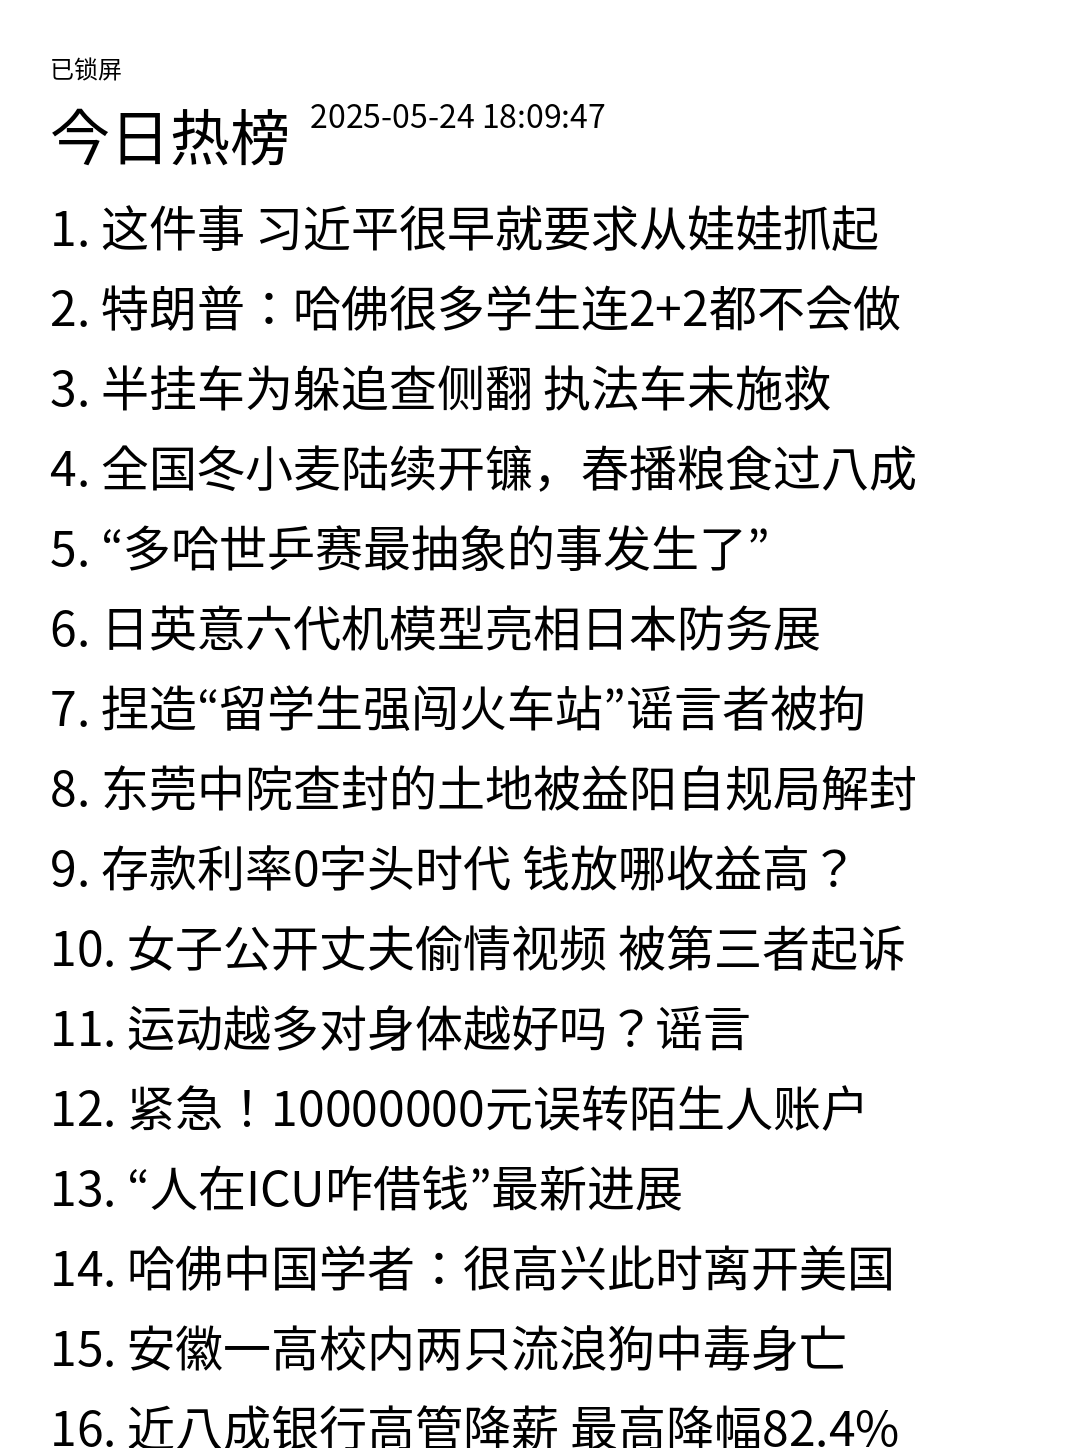 已锁屏
今日热榜 2025-05-24 18:09:47
1. 这件事 习近平很早就要求从娃娃抓起
2. 特朗普：哈佛很多学生连2+2都不会做
3. 半挂车为躲追查侧翻 执法车未施救
4. 全国冬小麦陆续开镰，春播粮食过八成
5. “多哈世乒赛最抽象的事发生了”
6. 日英意六代机模型亮相日本防务展
7. 捏造“留学生强闯火车站”谣言者被拘
8. 东莞中院查封的土地被益阳自规局解封
9. 存款利率0字头时代 钱放哪收益高？
10. 女子公开丈夫偷情视频 被第三者起诉
11. 运动越多对身体越好吗？谣言
12. 紧急！10000000元误转陌生人账户
13. “人在ICU咋借钱”最新进展
14. 哈佛中国学者：很高兴此时离开美国
15. 安徽一高校内两只流浪狗中毒身亡
16. 近八成银行高管降薪 最高降幅82.4%